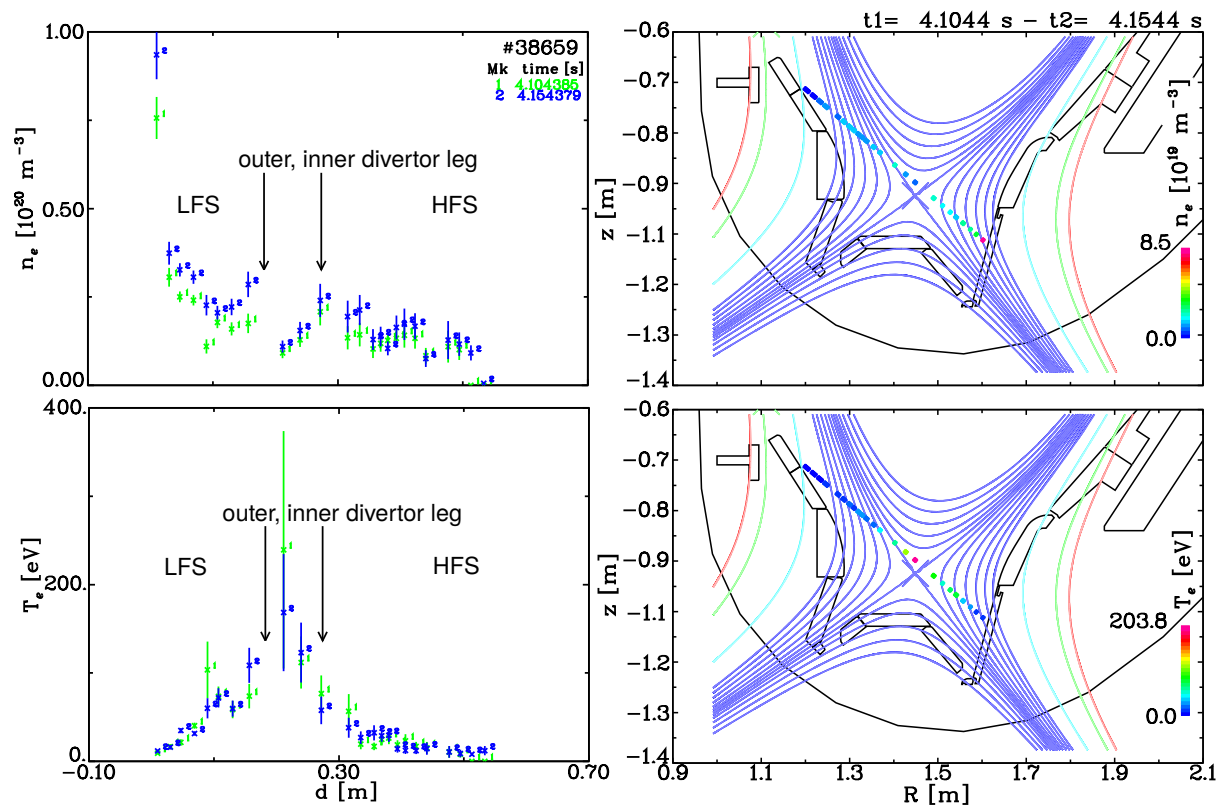 t1= 4.1044 s - t2= 4.1544 s
1.00
0.50
0.00
n_e [10^20 m^-3]
#38659
Mk time [s]
1 4.104385
2 4.154379
outer, inner divertor leg
LFS
HFS
-0.6
-0.7
-0.8
-0.9
-1.1
-1.2
-1.3
-1.4
z [m]
n_e [10^19 m^-3]
8.5
0.0
400.
200.
0.
T_e [eV]
outer, inner divertor leg
LFS
HFS
-0.10
0.30
0.70
d [m]
-0.6
-0.7
-0.8
-0.9
-1.1
-1.2
-1.3
-1.4
z [m]
T_e [eV]
203.8
0.0
0.9
1.1
1.3
1.5
1.7
1.9
2.1
R [m]